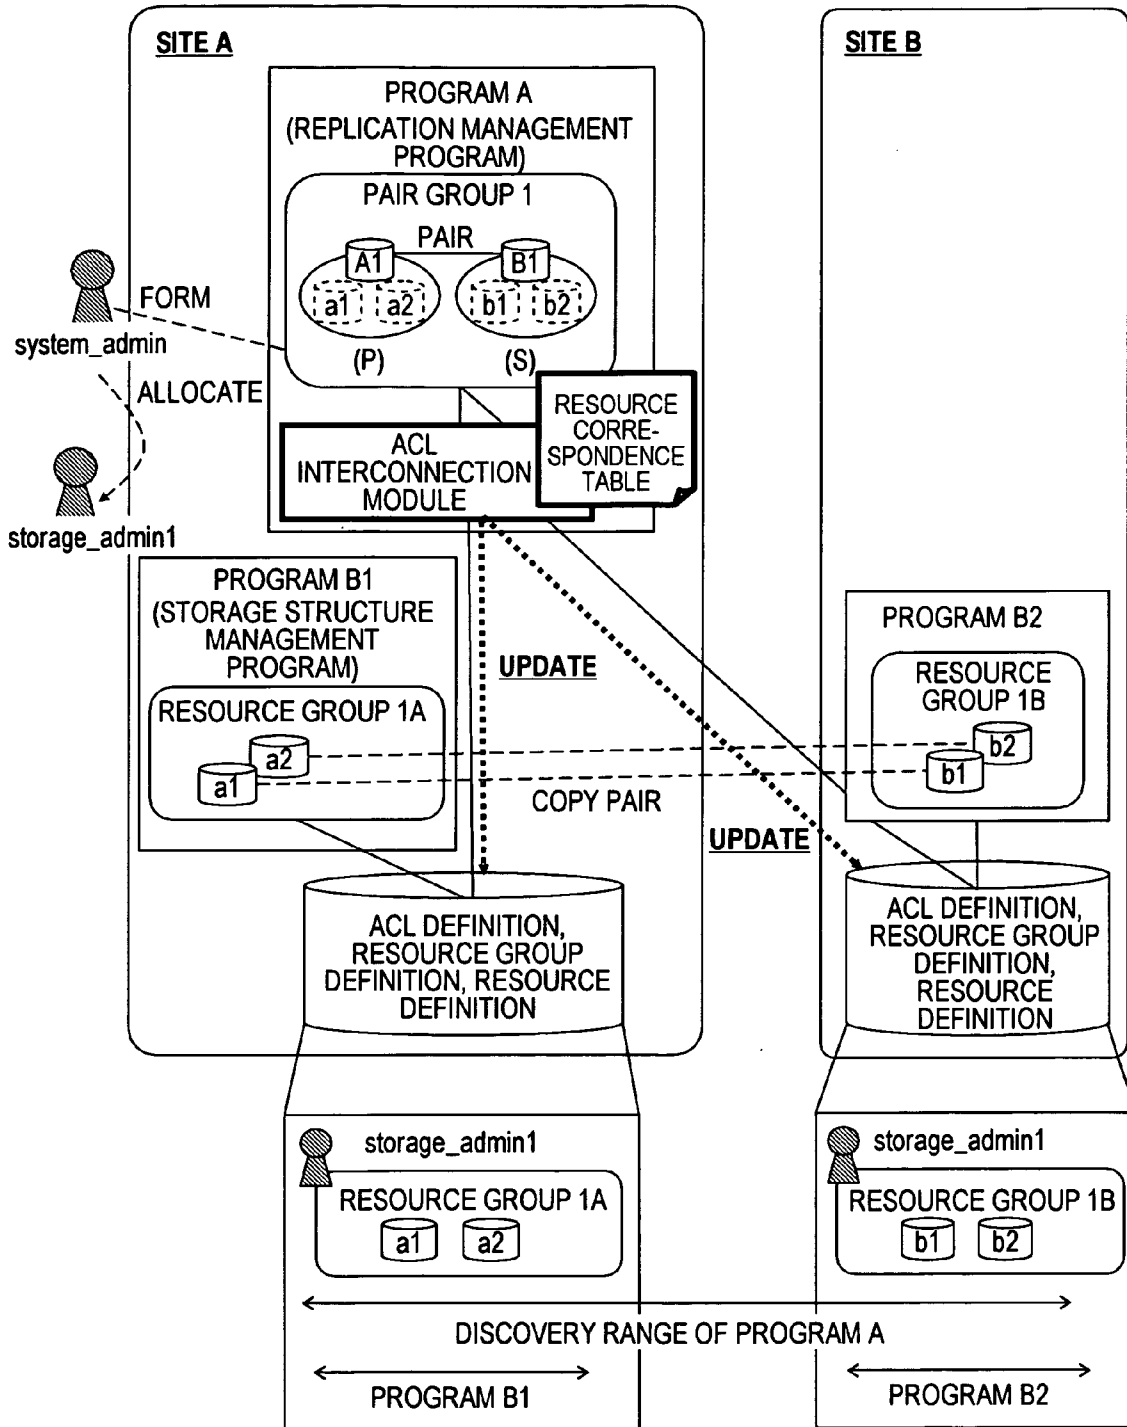 SITE A
SITE B
PROGRAM A
(REPLICATION MANAGEMENT
PROGRAM)
PAIR GROUP 1
PAIR
A1
B1
a1
a2
b1
b2
(P)
(S)
FORM
system_admin
ALLOCATE
storage_admin1
RESOURCE
CORRE-
SPONDENCE
TABLE
ACL
INTERCONNECTION
MODULE
PROGRAM B1
(STORAGE STRUCTURE
MANAGEMENT
PROGRAM)
RESOURCE GROUP 1A
a2
a1
UPDATE
PROGRAM B2
RESOURCE
GROUP 1B
b2
b1
COPY PAIR
UPDATE
ACL DEFINITION,
RESOURCE GROUP
DEFINITION, RESOURCE
DEFINITION
ACL DEFINITION,
RESOURCE GROUP
DEFINITION,
RESOURCE
DEFINITION
storage_admin1
RESOURCE GROUP 1A
a1
a2
storage_admin1
RESOURCE GROUP 1B
b1
b2
DISCOVERY RANGE OF PROGRAM A
PROGRAM B1
PROGRAM B2